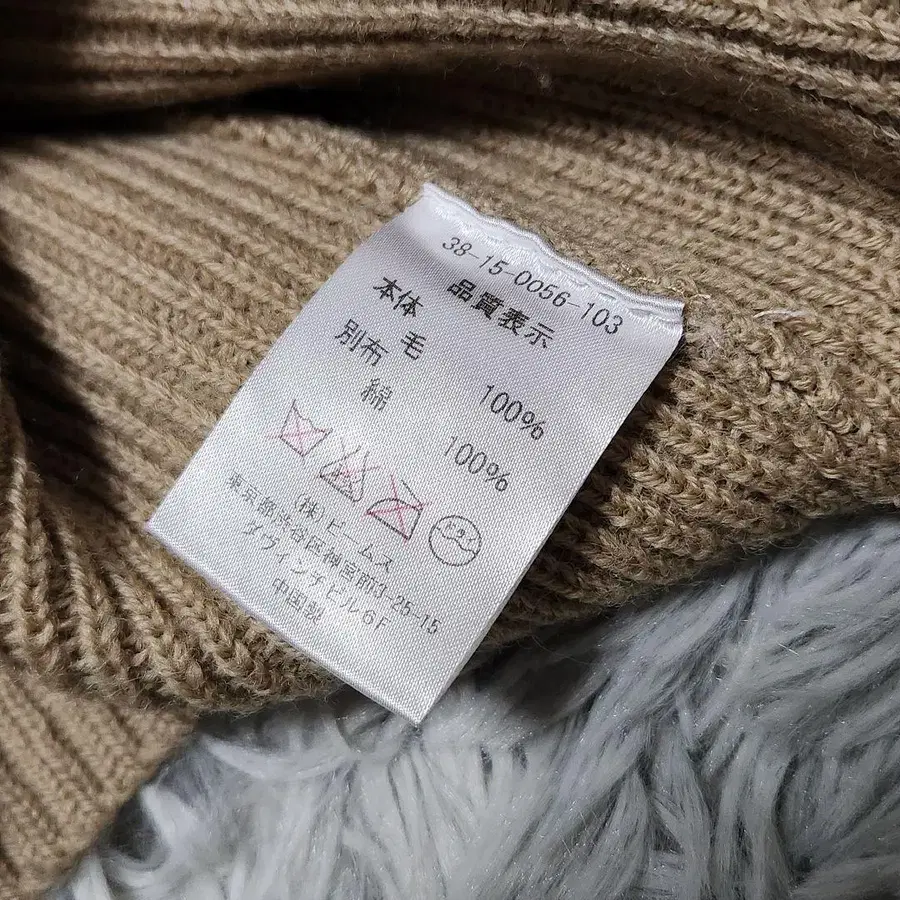 38-15-0056-103
品質表示
本体
毛 100%
別布
綿 100%
(株)ビームス
東京都渋谷区神宮前3-25-15
ダヴィンチビル6F
中国製